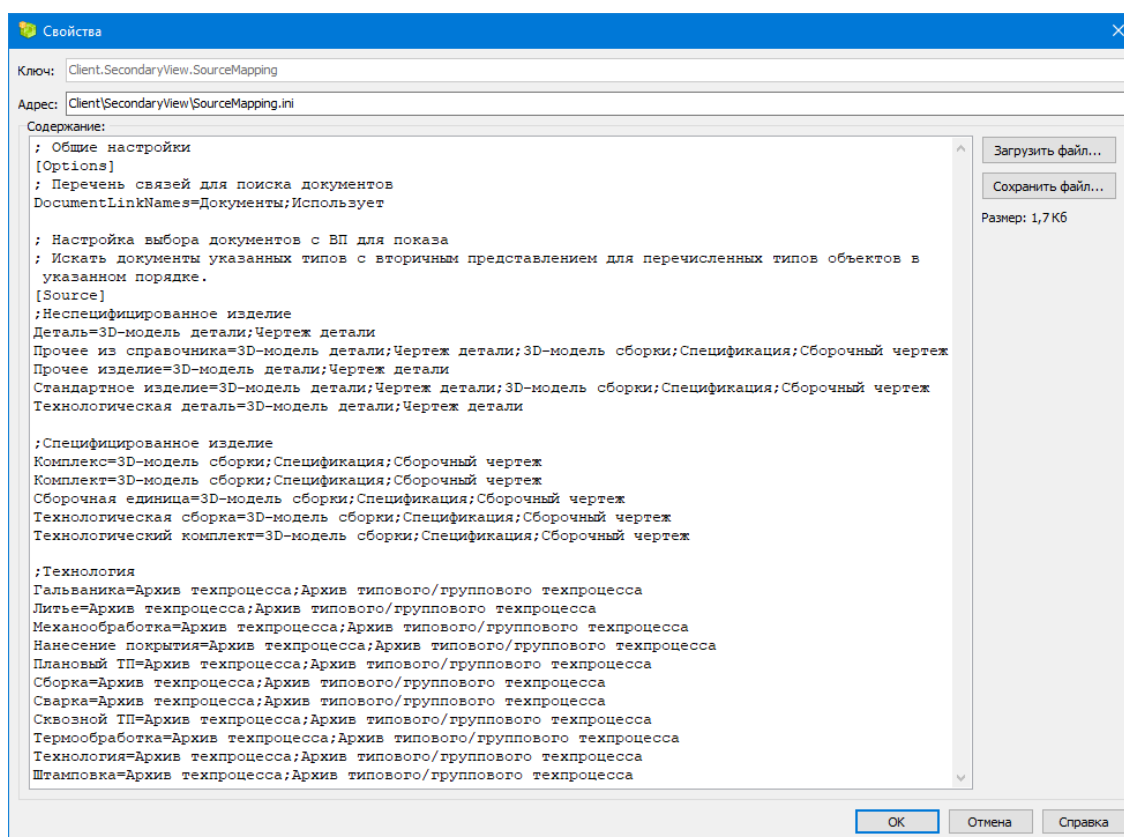 Свойства
Ключ: Client.SecondaryView.SourceMapping
Адрес: Client\SecondaryView\SourceMapping.ini
Содержание:
; Общие настройки
[Options]
; Перечень связей для поиска документов
DocumentLinkNames=Документы;Использует
; Настройка выбора документов с ВП для показа
; Искать документы указанных типов с вторичным представлением для перечисленных типов объектов в
указанном порядке.
[Source]
;Неспецифицированное изделие
Деталь=3D-модель детали;Чертеж детали
Прочее из справочника=3D-модель детали;Чертеж детали;3D-модель сборки;Спецификация;Сборочный чертеж
Прочее изделие=3D-модель детали;Чертеж детали
Стандартное изделие=3D-модель детали;Чертеж детали;3D-модель сборки;Спецификация;Сборочный чертеж
Технологическая деталь=3D-модель детали;Чертеж детали
;Специфицированное изделие
Комплекс=3D-модель сборки;Спецификация;Сборочный чертеж
Комплект=3D-модель сборки;Спецификация;Сборочный чертеж
Сборочная единица=3D-модель сборки;Спецификация;Сборочный чертеж
Технологическая сборка=3D-модель сборки;Спецификация;Сборочный чертеж
Технологический комплект=3D-модель сборки;Спецификация;Сборочный чертеж
;Технология
Гальваника=Архив техпроцесса;Архив типового/группового техпроцесса
Литье=Архив техпроцесса;Архив типового/группового техпроцесса
Механообработка=Архив техпроцесса;Архив типового/группового техпроцесса
Нанесение покрытия=Архив техпроцесса;Архив типового/группового техпроцесса
Плановый ТП=Архив техпроцесса;Архив типового/группового техпроцесса
Сборка=Архив техпроцесса;Архив типового/группового техпроцесса
Сварка=Архив техпроцесса;Архив типового/группового техпроцесса
Сквозной ТП=Архив техпроцесса;Архив типового/группового техпроцесса
Термообработка=Архив техпроцесса;Архив типового/группового техпроцесса
Технология=Архив техпроцесса;Архив типового/группового техпроцесса
Штамповка=Архив техпроцесса;Архив типового/группового техпроцесса
Загрузить файл...
Сохранить файл...
Размер: 1,7 Кб
ОК
Отмена
Справка